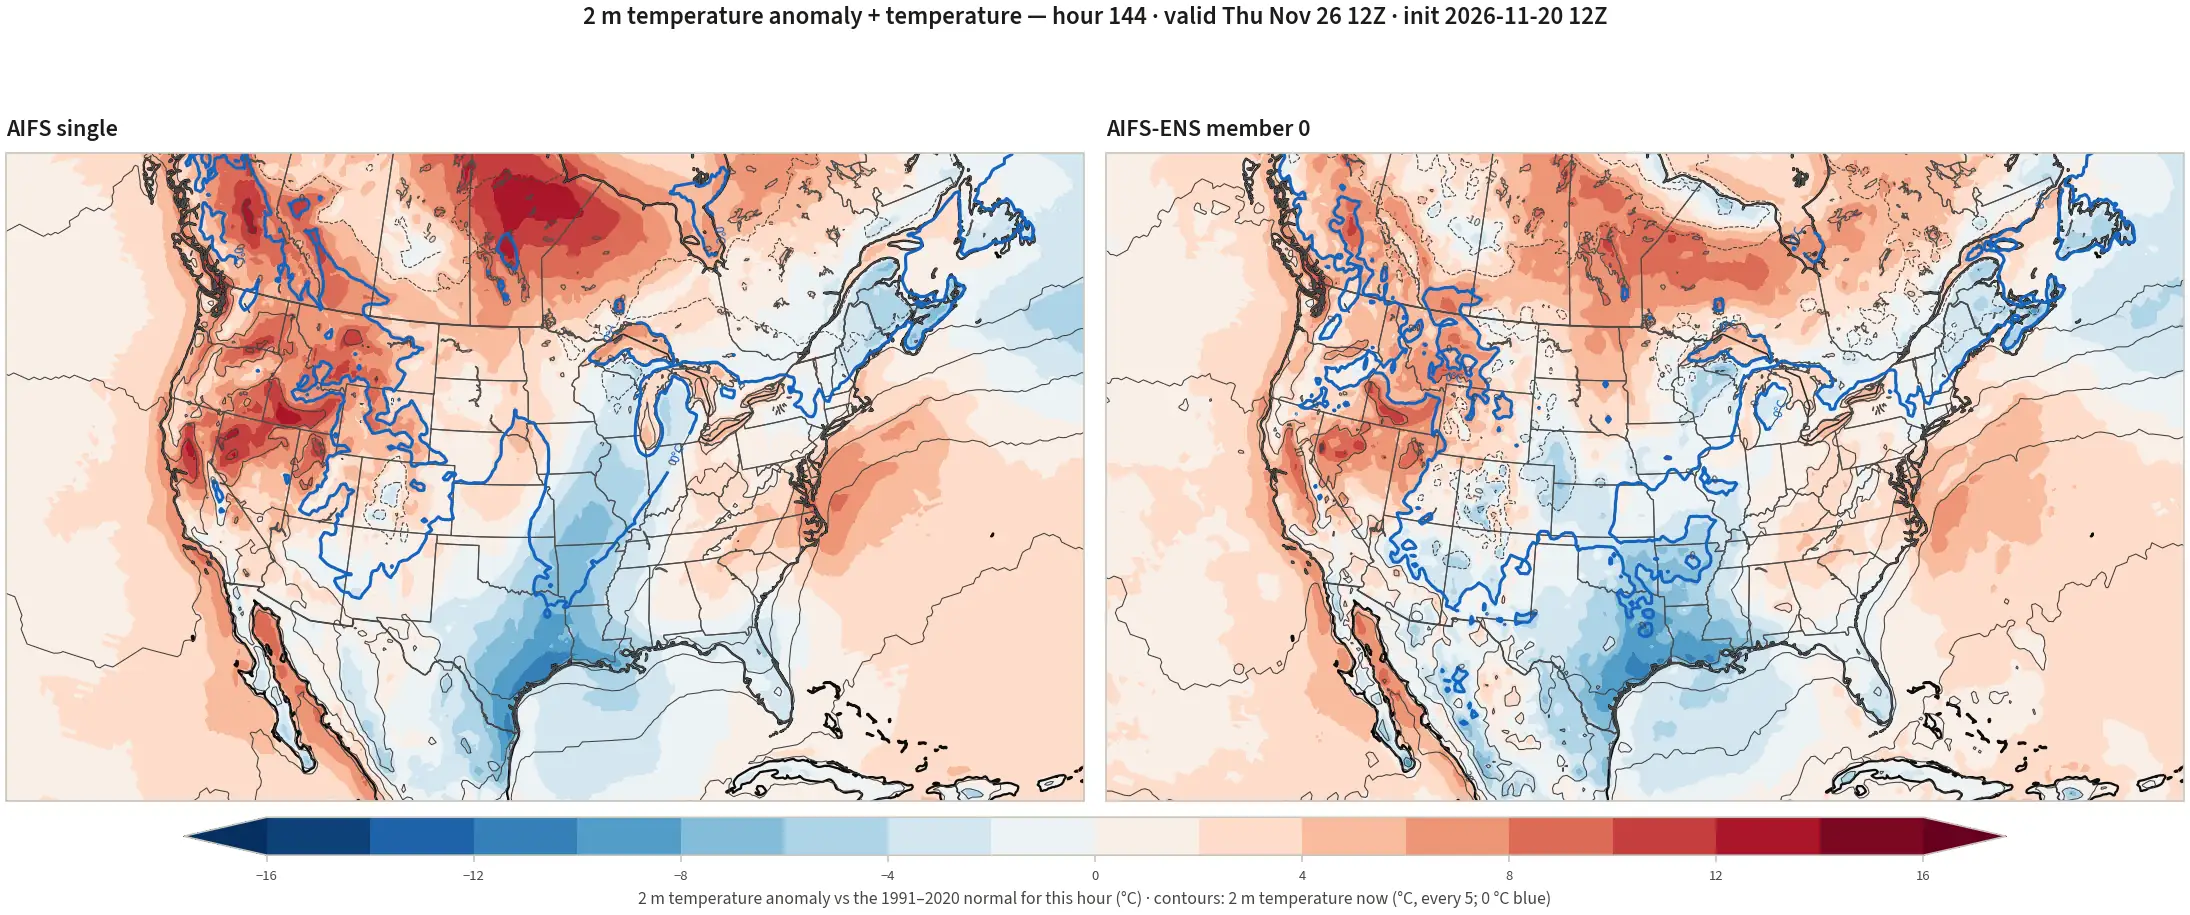 2 m temperature anomaly + temperature — hour 144 · valid Thu Nov 26 12Z · init 2026-11-20 12Z
AIFS single
AIFS-ENS member 0
−16
−12
−8
−4
0
4
8
12
16
2 m temperature anomaly vs the 1991–2020 normal for this hour (°C) · contours: 2 m temperature now (°C, every 5; 0 °C blue)